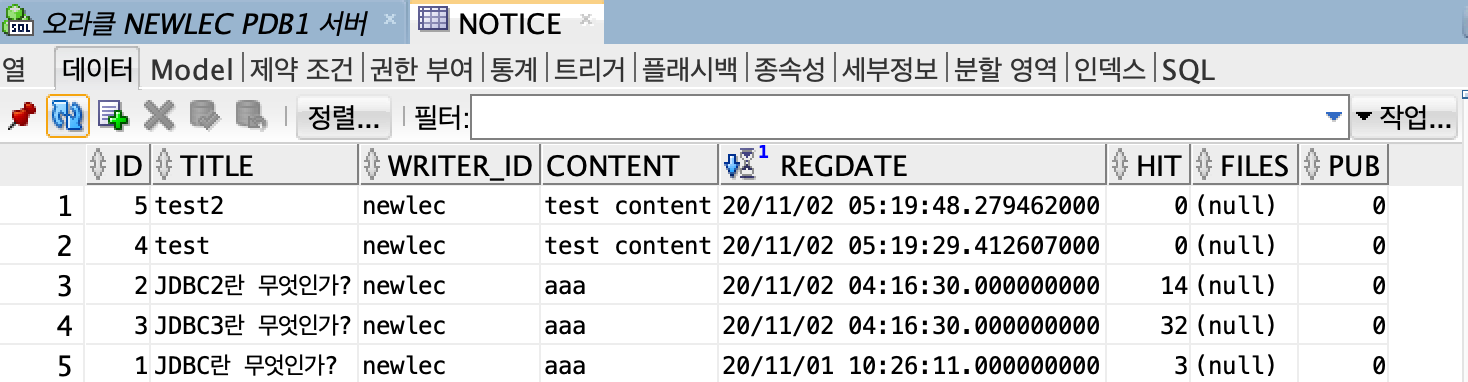 오라클 NEWLEC PDB1 서버 NOTICE
열 데이터 Model 제약 조건 권한 부여 통계 트리거 플래시백 종속성 세부정보 분할 영역 인덱스 SQL
정렬... 필터: 작업...
ID TITLE WRITER_ID CONTENT 1 REGDATE HIT FILES PUB
1 5 test2 newlec test content 20/11/02 05:19:48.279462000 0 (null) 0
2 4 test newlec test content 20/11/02 05:19:29.412607000 0 (null) 0
3 2 JDBC2란 무엇인가? newlec aaa 20/11/02 04:16:30.000000000 14 (null) 0
4 3 JDBC3란 무엇인가? newlec aaa 20/11/02 04:16:30.000000000 32 (null) 0
5 1 JDBC란 무엇인가? newlec aaa 20/11/01 10:26:11.000000000 3 (null) 0